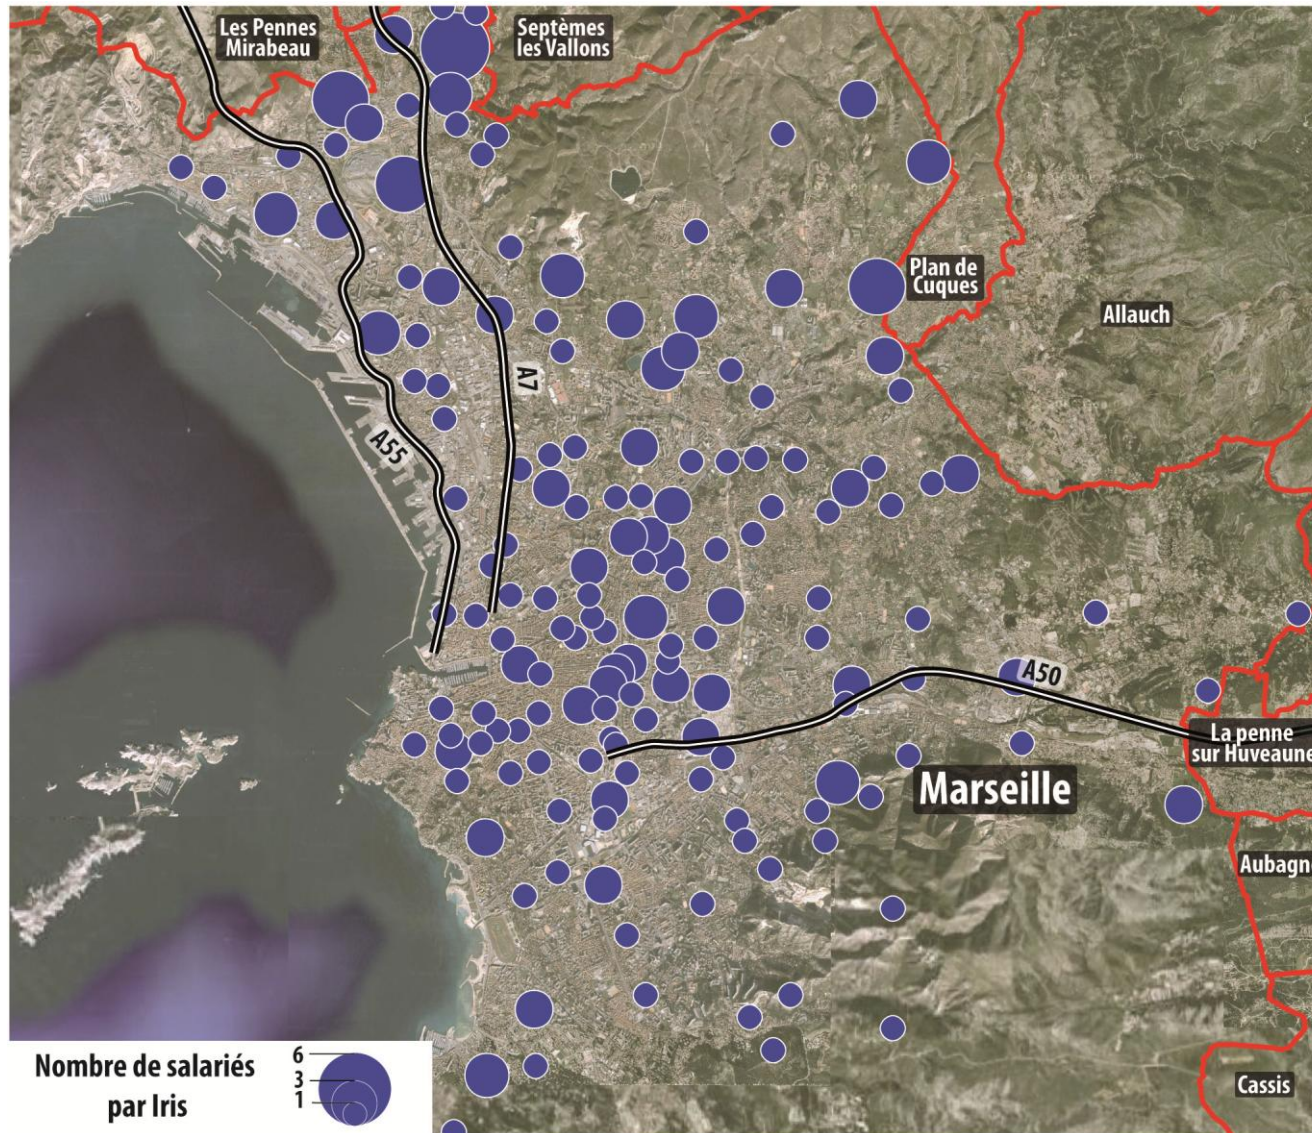 Les Pennes
Mirabeau
Septèmes
les Vallons
Plan de
Cuques
Allauch
A7
A55
A50
La penne
sur Huveaune
Marseille
Aubagn
Cassis
Nombre de salariés
par Iris
6
3
1